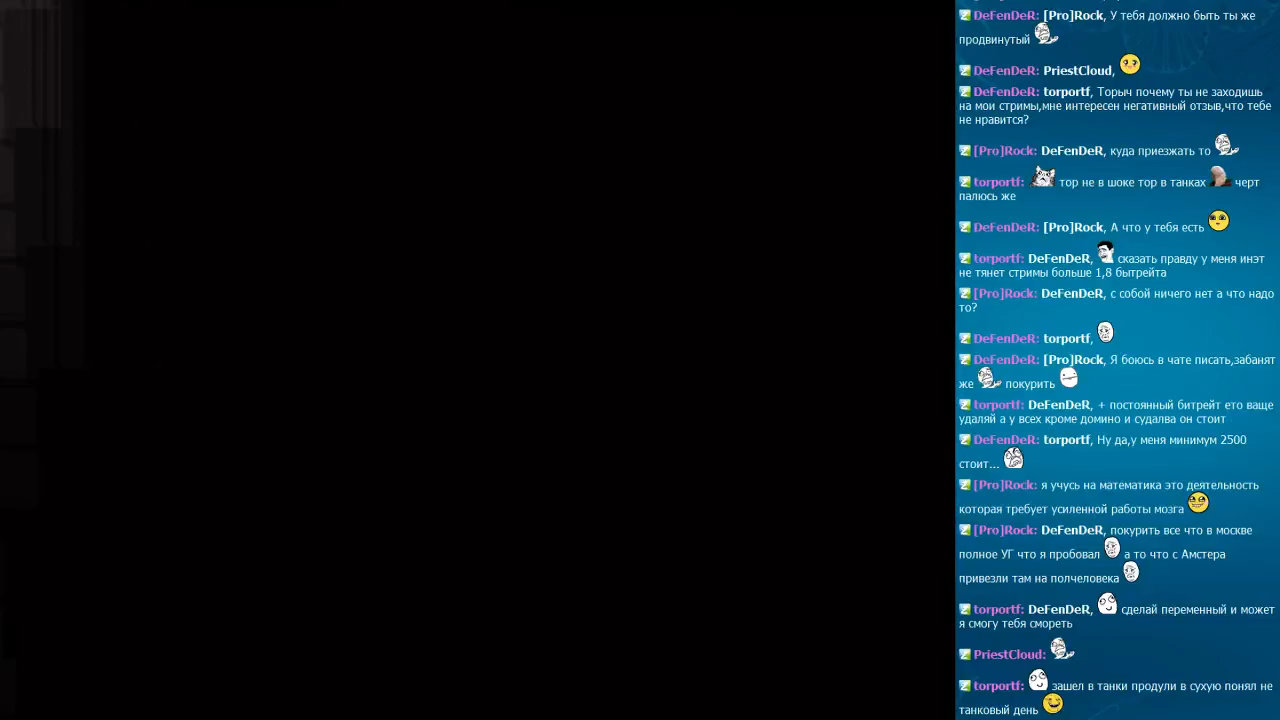 DeFenDeR: [Pro]Rock, У тебя должно быть ты же
продвинутый
DeFenDeR: PriestCloud,
DeFenDeR: torportf, Торыч почему ты не заходишь
на мои стримы,мне интересен негативный отзыв,что тебе
не нравится?
[Pro]Rock: DeFenDeR, куда приезжать то
torportf: тор не в шоке тор в танках черт
палюсь же
DeFenDeR: [Pro]Rock, А что у тебя есть
torportf: DeFenDeR, сказать правду у меня инэт
не тянет стримы больше 1,8 бытрейта
[Pro]Rock: DeFenDeR, с собой ничего нет а что надо
то?
DeFenDeR: torportf,
DeFenDeR: [Pro]Rock, Я боюсь в чате писать,забанят
же покурить
torportf: DeFenDeR, + постоянный битрейт ето ваще
удаляй а у всех кроме домино и судалва он стоит
DeFenDeR: torportf, Ну да,у меня минимум 2500
стоит...
[Pro]Rock: я учусь на математика это деятельность
которая требует усиленной работы мозга
[Pro]Rock: DeFenDeR, покурить все что в москве
полное УГ что я пробовал а то что с Амстера
привезли там на полчеловека
torportf: DeFenDeR, сделай переменный и может
я смогу тебя смореть
PriestCloud:
torportf: зашел в танки продули в сухую понял не
танковый день